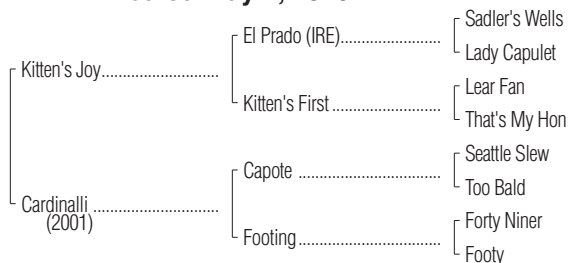 Sadler's Wells
El Prado (IRE)
Lady Capulet
Kitten's Joy
Lear Fan
Kitten's First
That's My Hon
Seattle Slew
Capote
Too Bald
Cardinalli
(2001)
Forty Niner
Footing
Footy